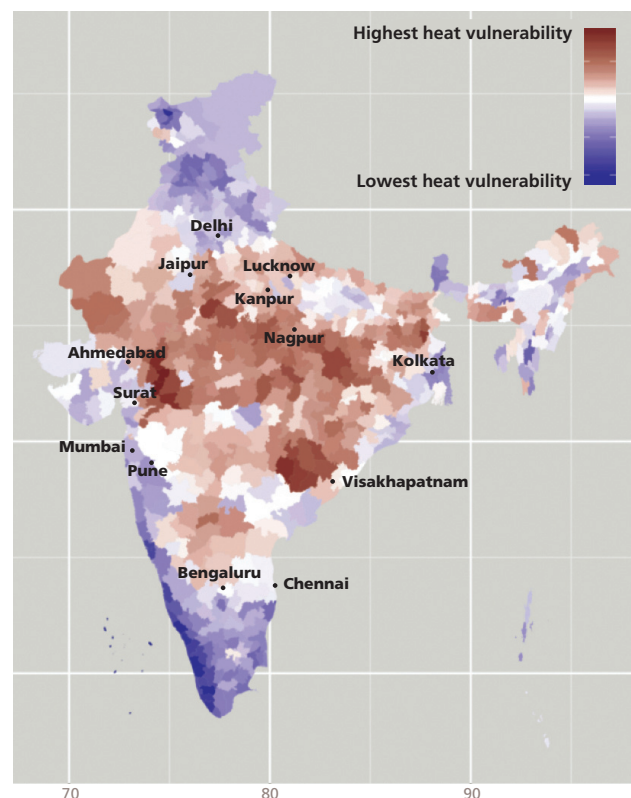 Highest heat vulnerability
Lowest heat vulnerability
Delhi
Jaipur
Lucknow
Kanpur
Nagpur
Ahmedabad
Kolkata
Surat
Mumbai
Pune
Visakhapatnam
Bengaluru
Chennai
70
80
90